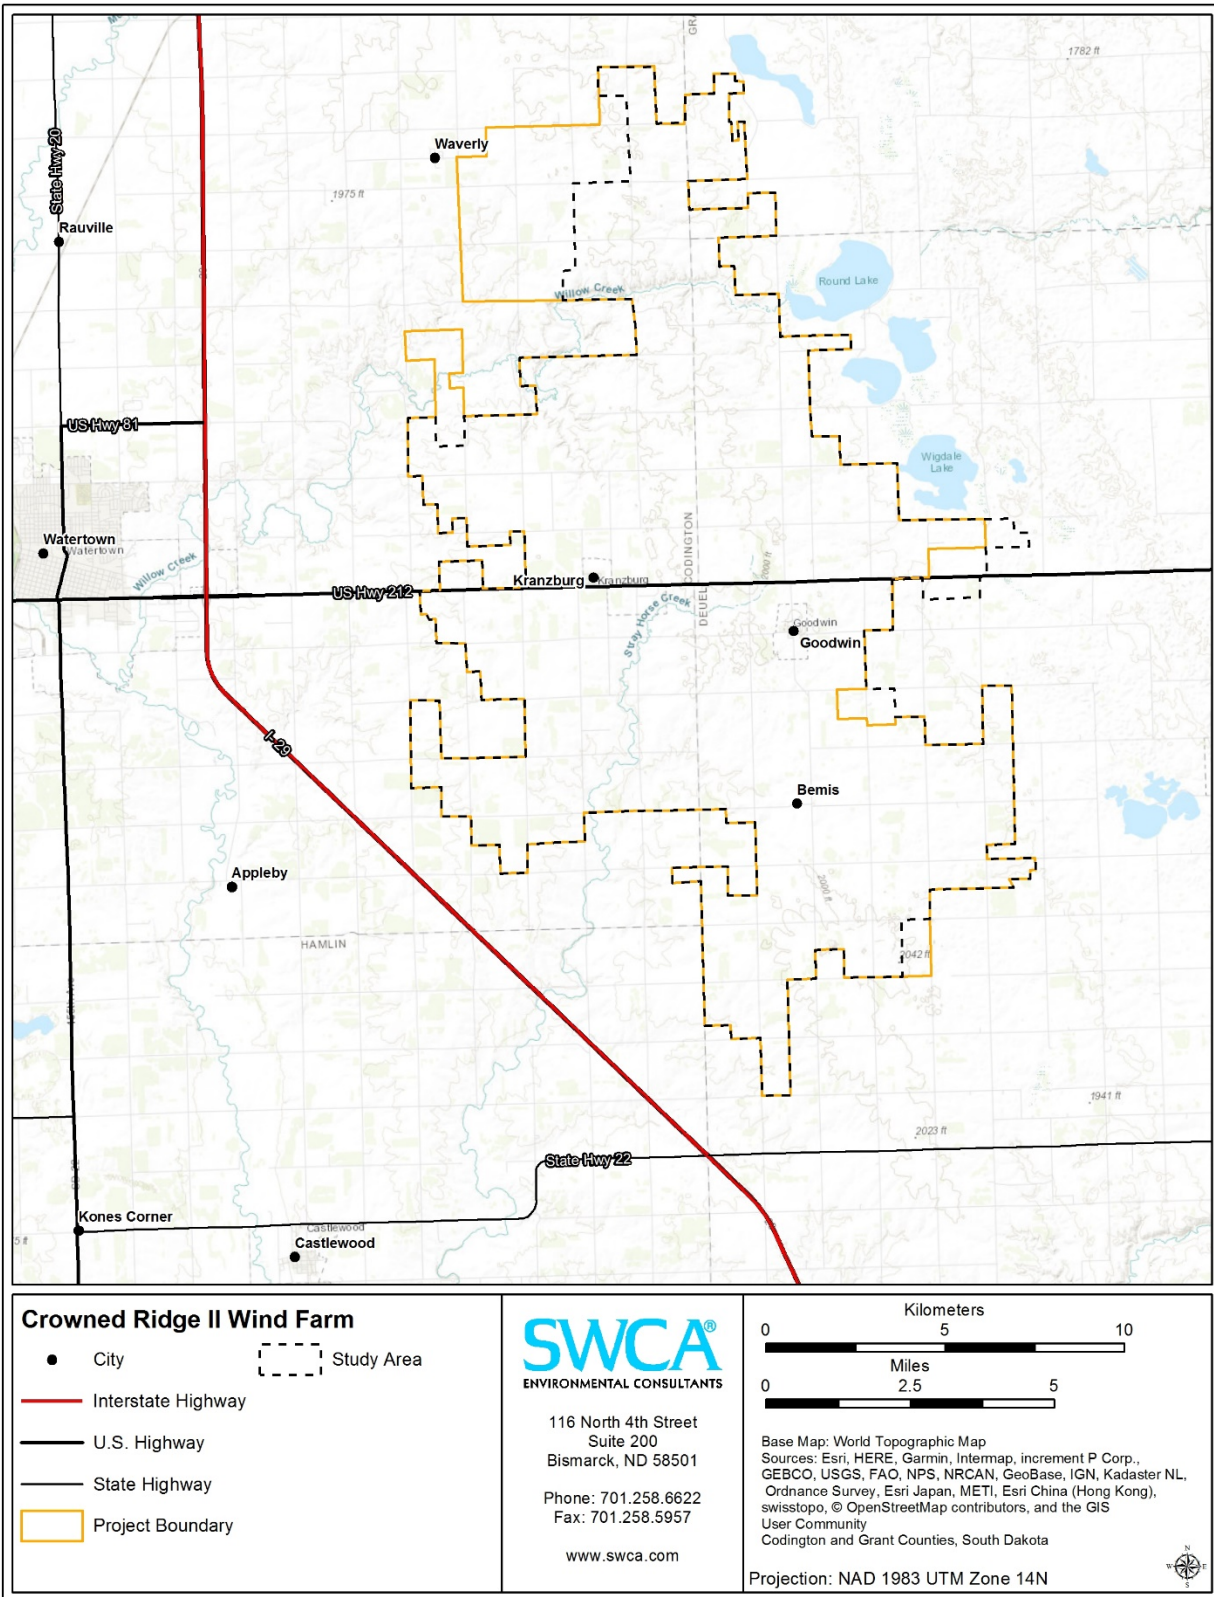 GRA
1782 ft
Waverly
State Hwy 20
1975 ft
Rauville
Round Lake
Willow Creek
US Hwy 81
Wigdale
Lake
CODINGTON
DEUEL
2000 ft
Watertown
Watertown
Willow Creek
Kranzburg
Kranzburg
US Hwy 212
Stray Horse Creek
Goodwin
Goodwin
I-29
Bemis
Appleby
2000 ft
HAMLIN
2042 ft
1941 ft
2023 ft
State Hwy 22
Kones Corner
5 ft
Castlewood
Castlewood
Crowned Ridge II Wind Farm
City
Study Area
Interstate Highway
U.S. Highway
State Highway
Project Boundary
SWCA®
ENVIRONMENTAL CONSULTANTS
116 North 4th Street
Suite 200
Bismarck, ND 58501
Phone: 701.258.6622
Fax: 701.258.5957
www.swca.com
Kilometers
0 5 10
Miles
0 2.5 5
Base Map: World Topographic Map
Sources: Esri, HERE, Garmin, Intermap, increment P Corp.,
GEBCO, USGS, FAO, NPS, NRCAN, GeoBase, IGN, Kadaster NL,
Ordnance Survey, Esri Japan, METI, Esri China (Hong Kong),
swisstopo, © OpenStreetMap contributors, and the GIS
User Community
Codington and Grant Counties, South Dakota
Projection: NAD 1983 UTM Zone 14N
N
W E
S